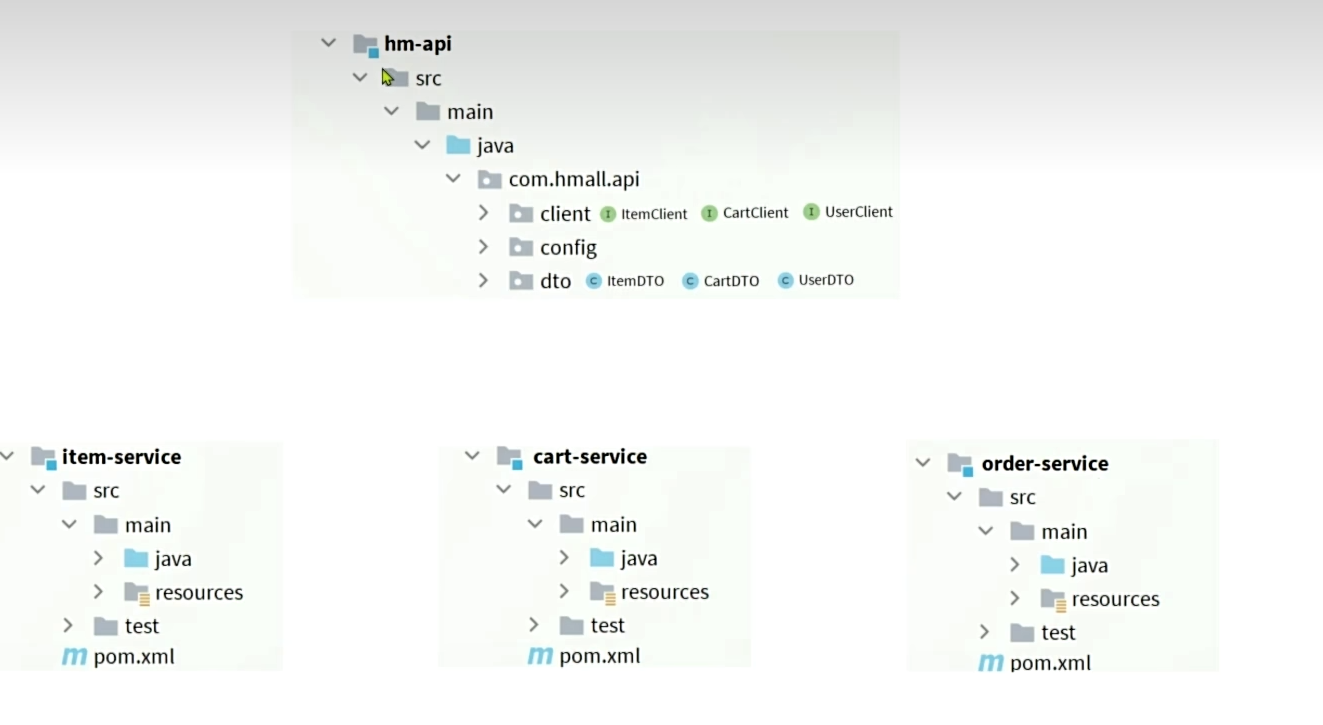 hm-api
src
main
java
com.hmall.api
client I ItemClient I CartClient I UserClient
config
dto C ItemDTO C CartDTO C UserDTO
item-service
src
main
java
resources
test
m pom.xml
cart-service
src
main
java
resources
test
m pom.xml
order-service
src
main
java
resources
test
m pom.xml